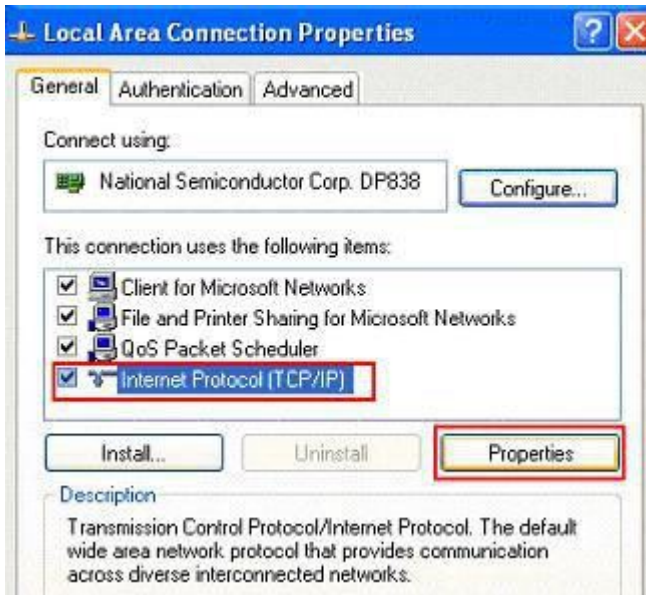 Local Area Connection Properties
General Authentication Advanced
Connect using:
National Semiconductor Corp. DP838
Configure...
This connection uses the following items:
Client for Microsoft Networks
File and Printer Sharing for Microsoft Networks
QoS Packet Scheduler
Internet Protocol (TCP/IP)
Install... Uninstall Properties
Description
Transmission Control Protocol/Internet Protocol. The default
wide area network protocol that provides communication
across diverse interconnected networks.